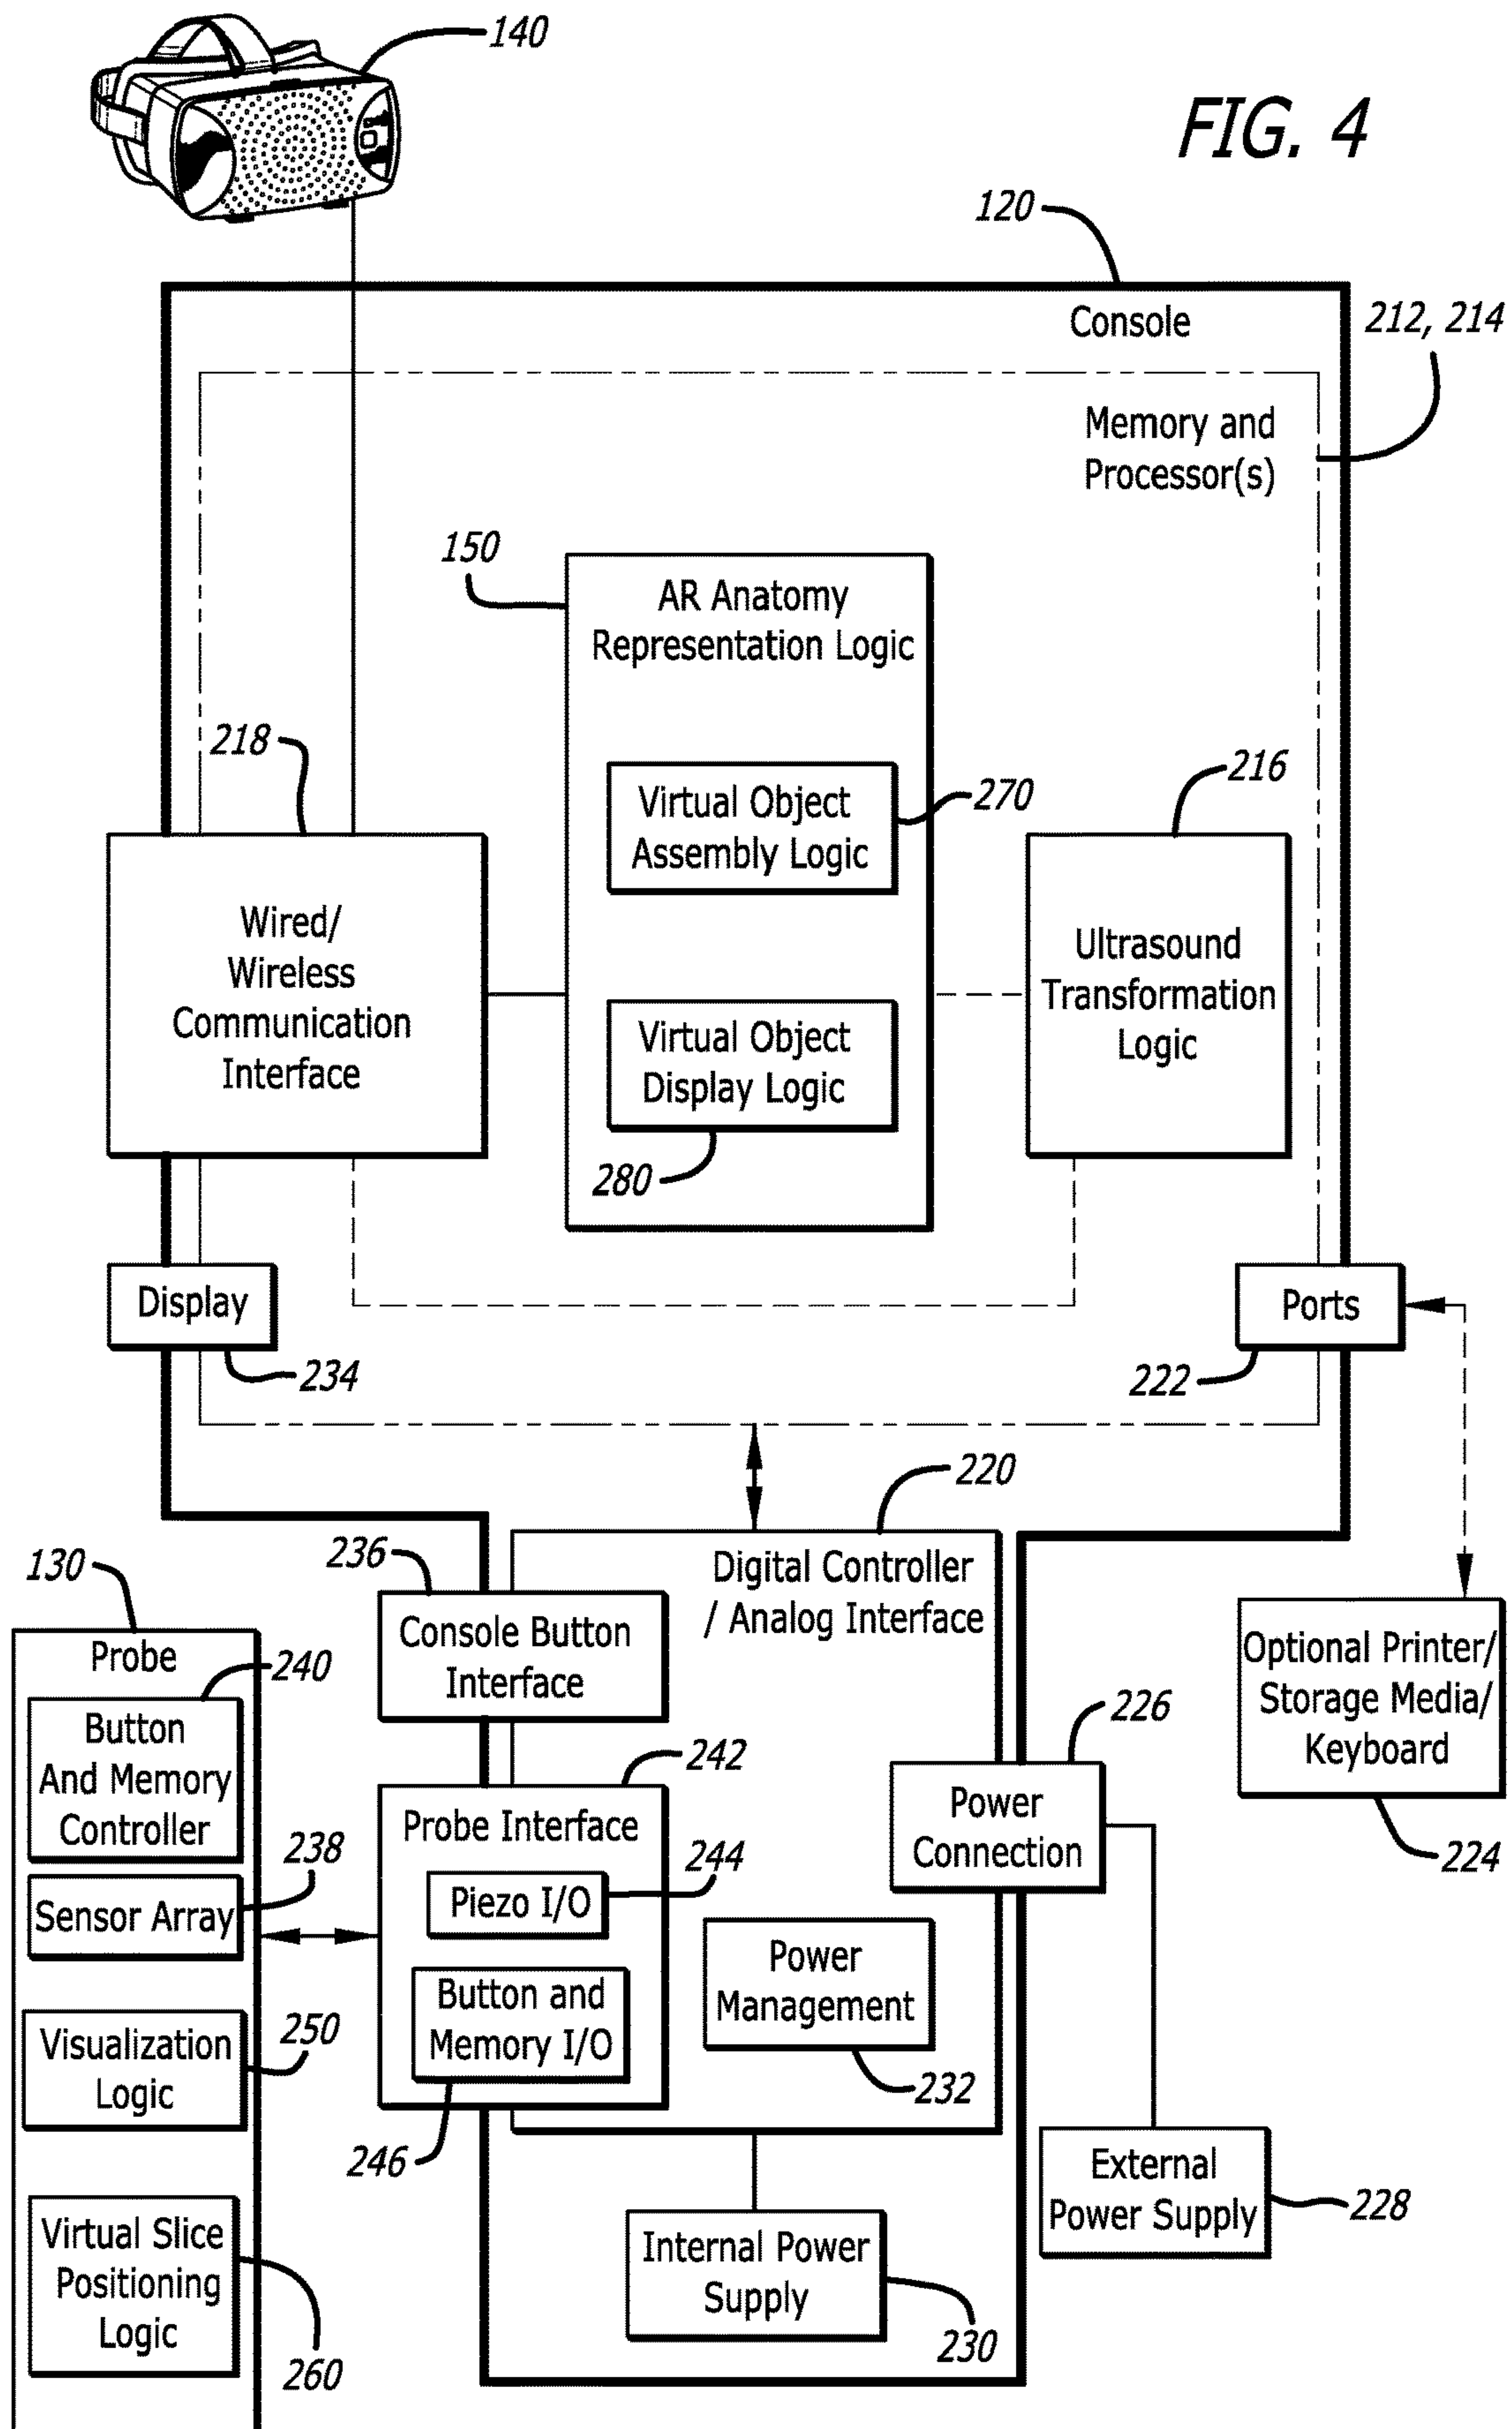 140
FIG. 4
120
Console
212, 214
Memory and
Processor(s)
150
AR Anatomy
Representation Logic
218
216
Virtual Object
Assembly Logic
270
Wired/
Wireless
Communication
Interface
Ultrasound
Transformation
Logic
Virtual Object
Display Logic
280
Display
234
Ports
222
220
236
Digital Controller
/ Analog Interface
130
Probe
240
Console Button
Interface
Optional Printer/
Storage Media/
Keyboard
224
Button
And Memory
Controller
226
Power
Connection
242
Probe Interface
238
Sensor Array
244
Piezo I/O
Power
Management
232
Button and
Memory I/O
246
250
Visualization
Logic
External
Power Supply
228
Virtual Slice
Positioning
Logic
260
Internal Power
Supply
230